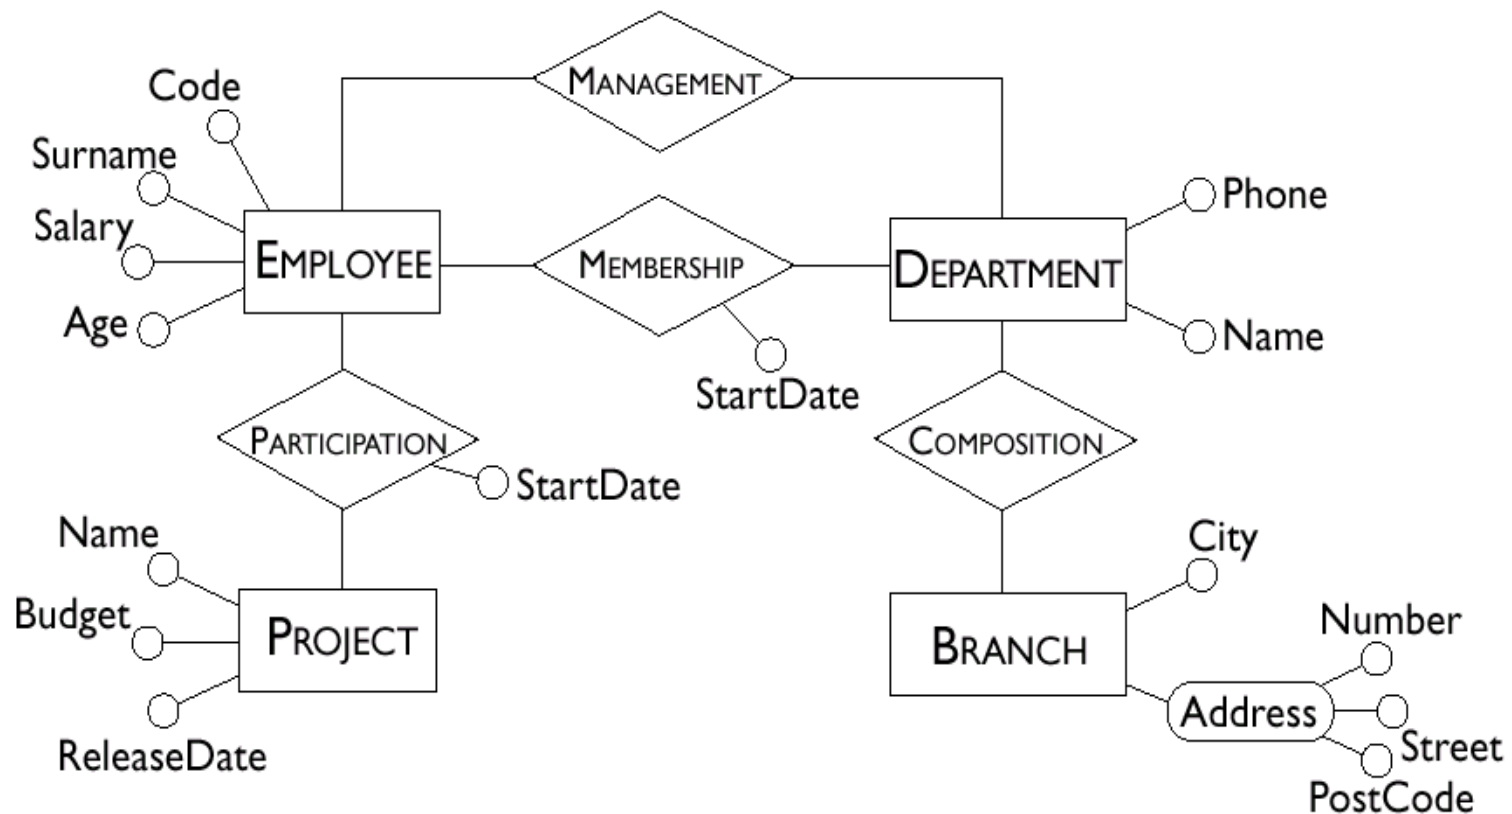 MANAGEMENT
Code
Surname
Salary
Age
EMPLOYEE
MEMBERSHIP
StartDate
DEPARTMENT
Phone
Name
PARTICIPATION
StartDate
COMPOSITION
Name
Budget
ReleaseDate
PROJECT
BRANCH
City
Address
Number
Street
PostCode